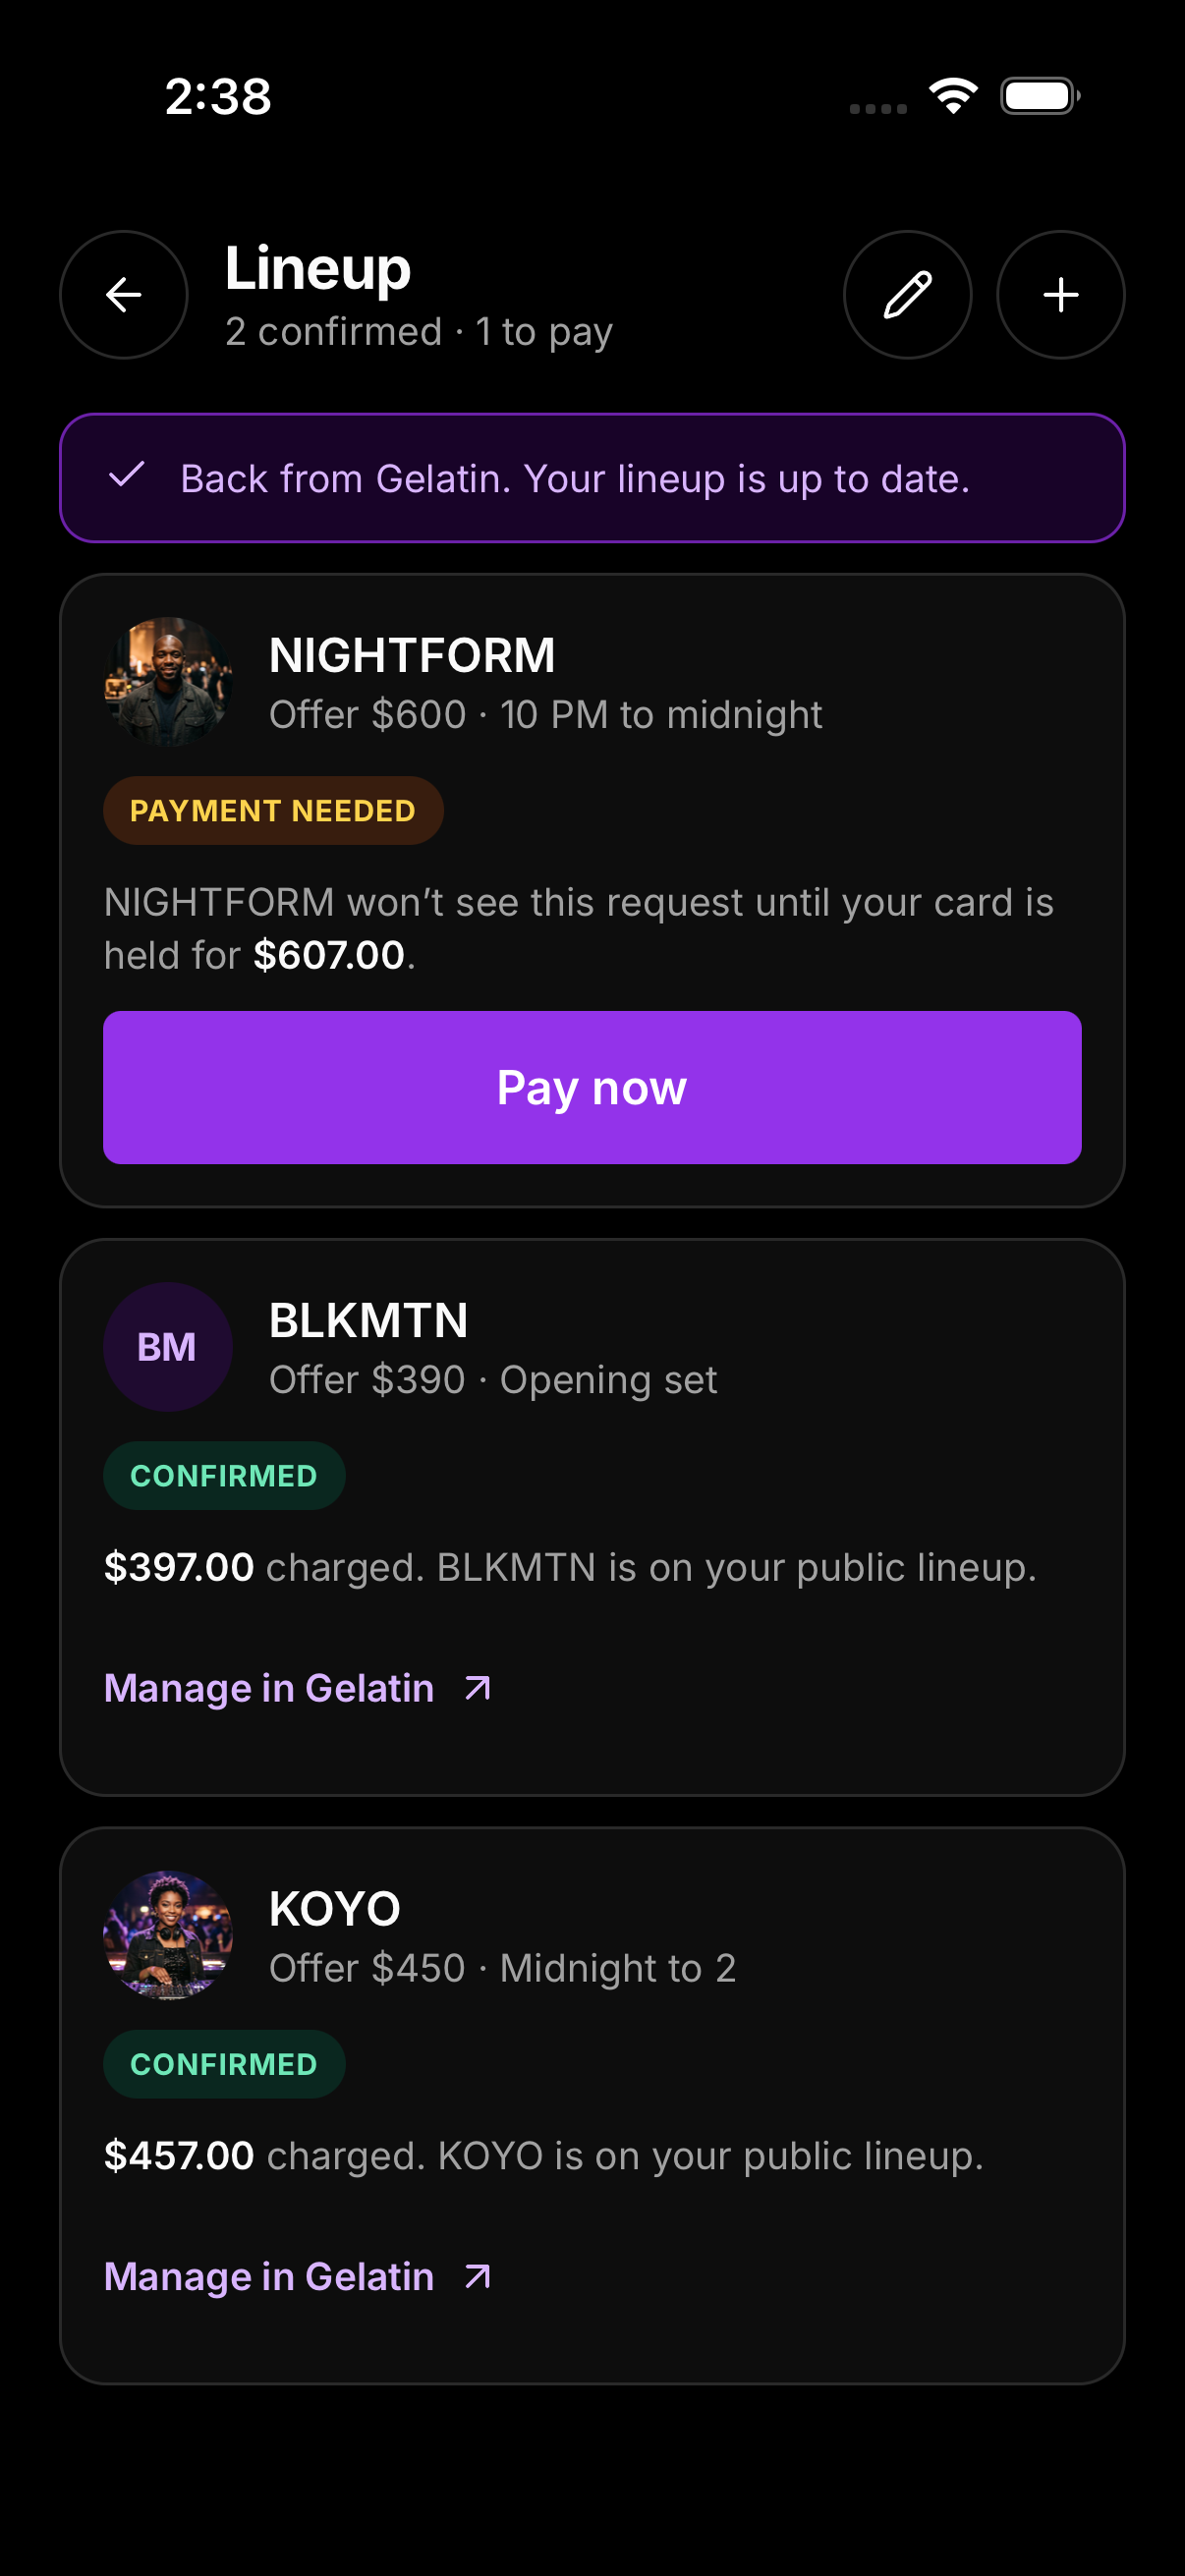 2:38
Lineup
2 confirmed · 1 to pay
Back from Gelatin. Your lineup is up to date.
NIGHTFORM
Offer $600 · 10 PM to midnight
PAYMENT NEEDED
NIGHTFORM won’t see this request until your card is
held for $607.00.
Pay now
BM
BLKMTN
Offer $390 · Opening set
CONFIRMED
$397.00 charged. BLKMTN is on your public lineup.
Manage in Gelatin
KOYO
Offer $450 · Midnight to 2
CONFIRMED
$457.00 charged. KOYO is on your public lineup.
Manage in Gelatin